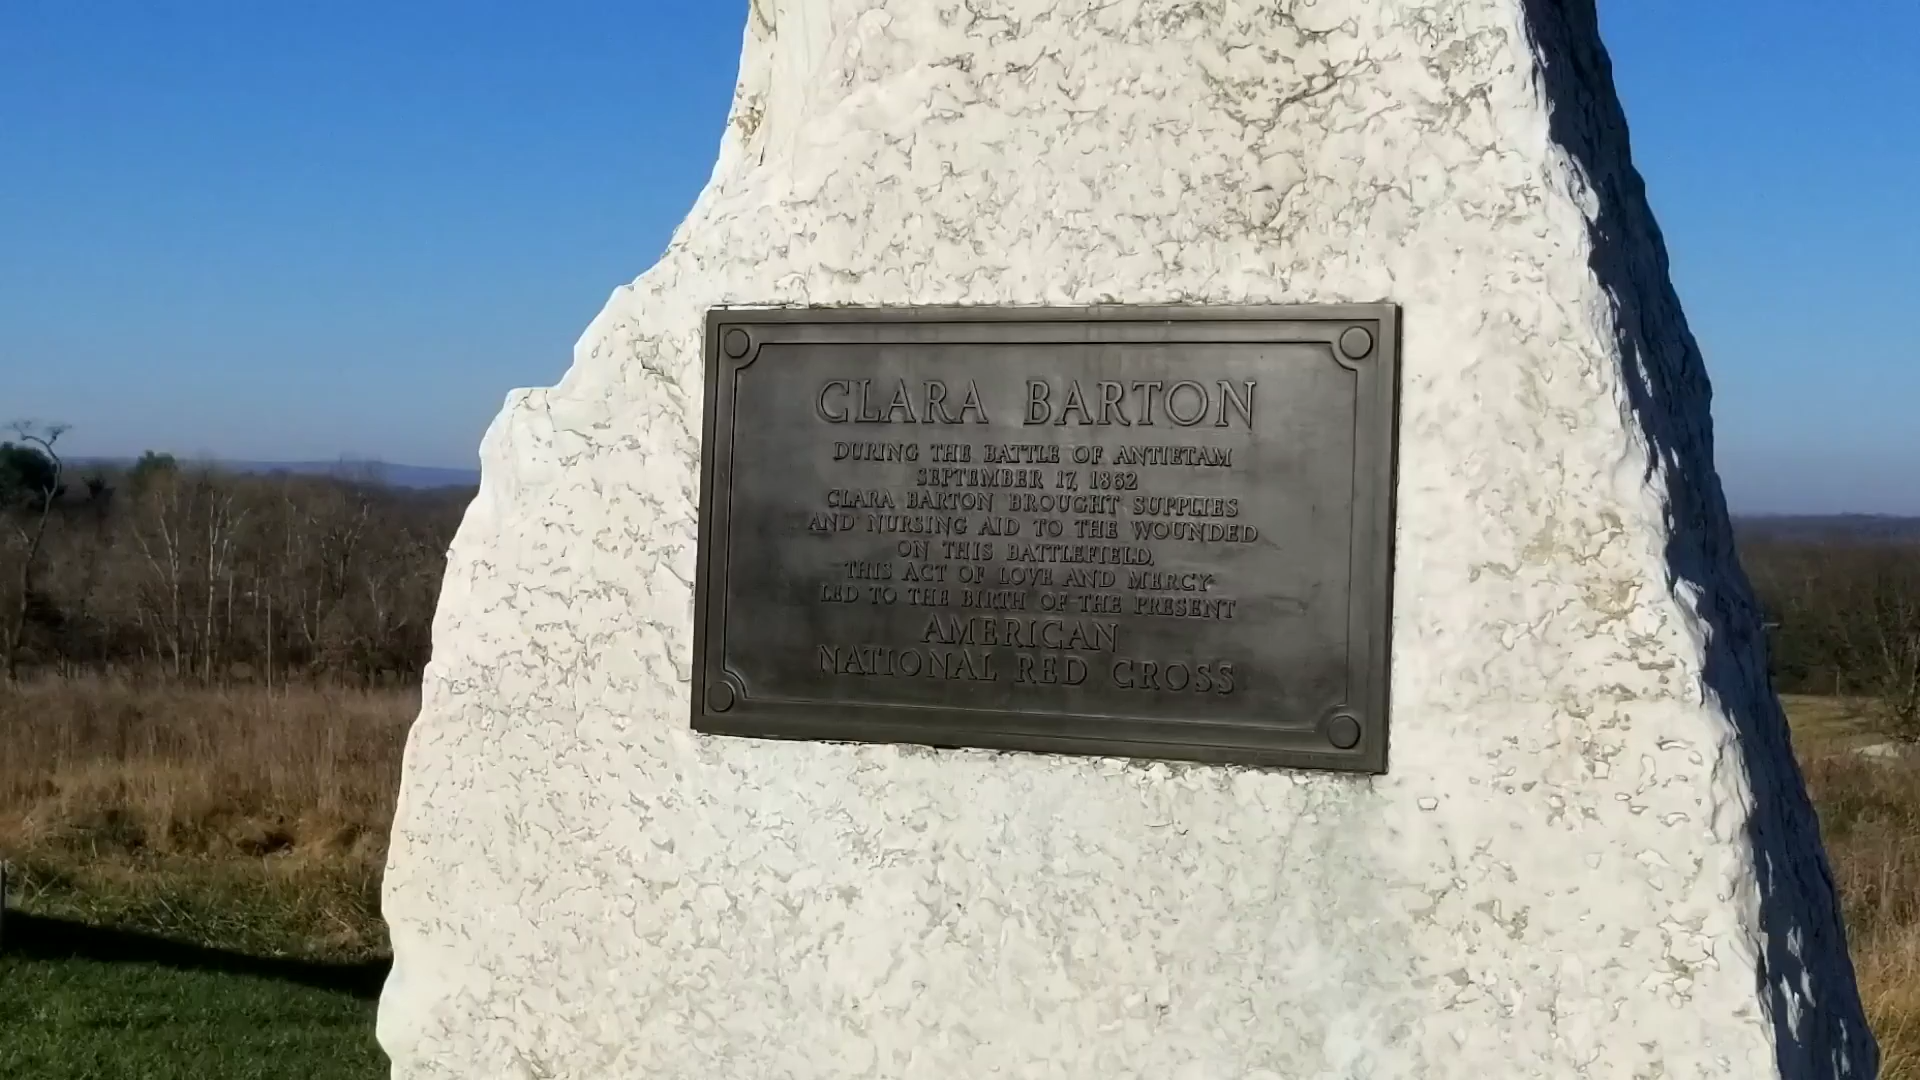 CLARA BARTON
DURING THE BATTLE OF ANTIETAM
SEPTEMBER 17, 1862
CLARA BARTON BROUGHT SUPPLIES
AND NURSING AID TO THE WOUNDED
ON THIS BATTLEFIELD.
THIS ACT OF LOVE AND MERCY
LED TO THE BIRTH OF THE PRESENT
AMERICAN
NATIONAL RED CROSS